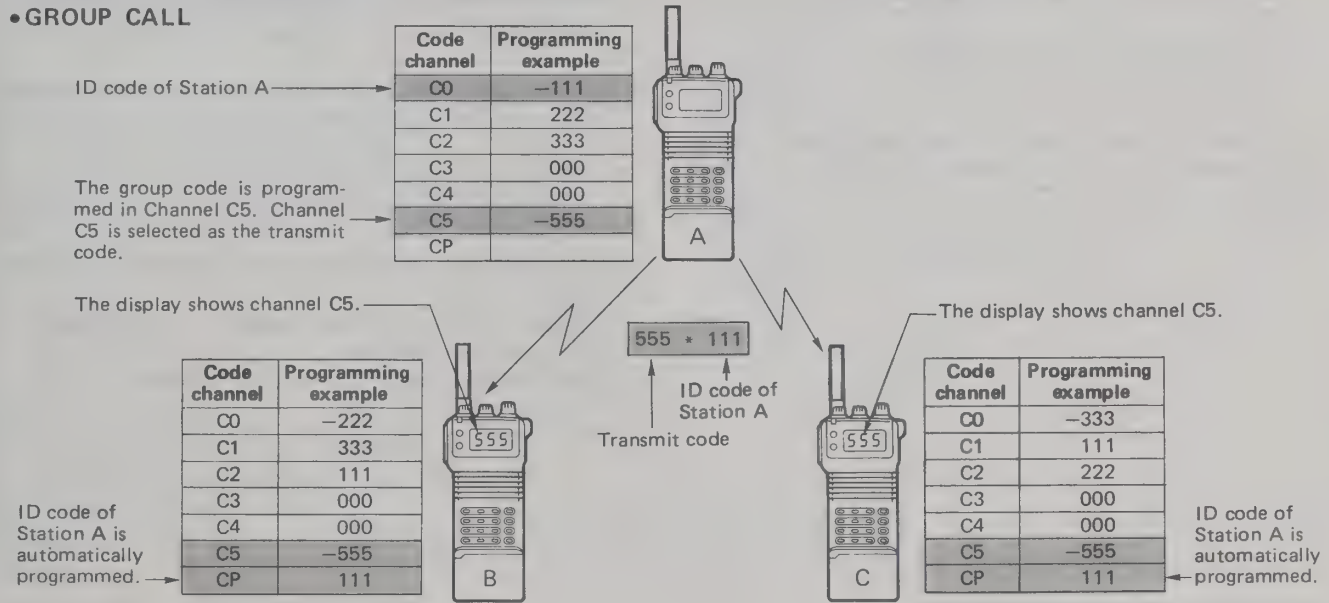 • GROUP CALL
Code channel Programming example
ID code of Station A
C0 –111
C1 222
C2 333
C3 000
C4 000
C5 –555
CP
The group code is program-
med in Channel C5. Channel
C5 is selected as the transmit
code.
A
The display shows channel C5.
555 * 111
ID code of
Station A
Transmit code
The display shows channel C5.
Code channel Programming example
C0 –222
C1 333
C2 111
C3 000
C4 000
C5 –555
CP 111
ID code of
Station A is
automatically
programmed.
555
B
555
C
Code channel Programming example
C0 –333
C1 111
C2 222
C3 000
C4 000
C5 –555
CP 111
ID code of
Station A is
automatically
programmed.